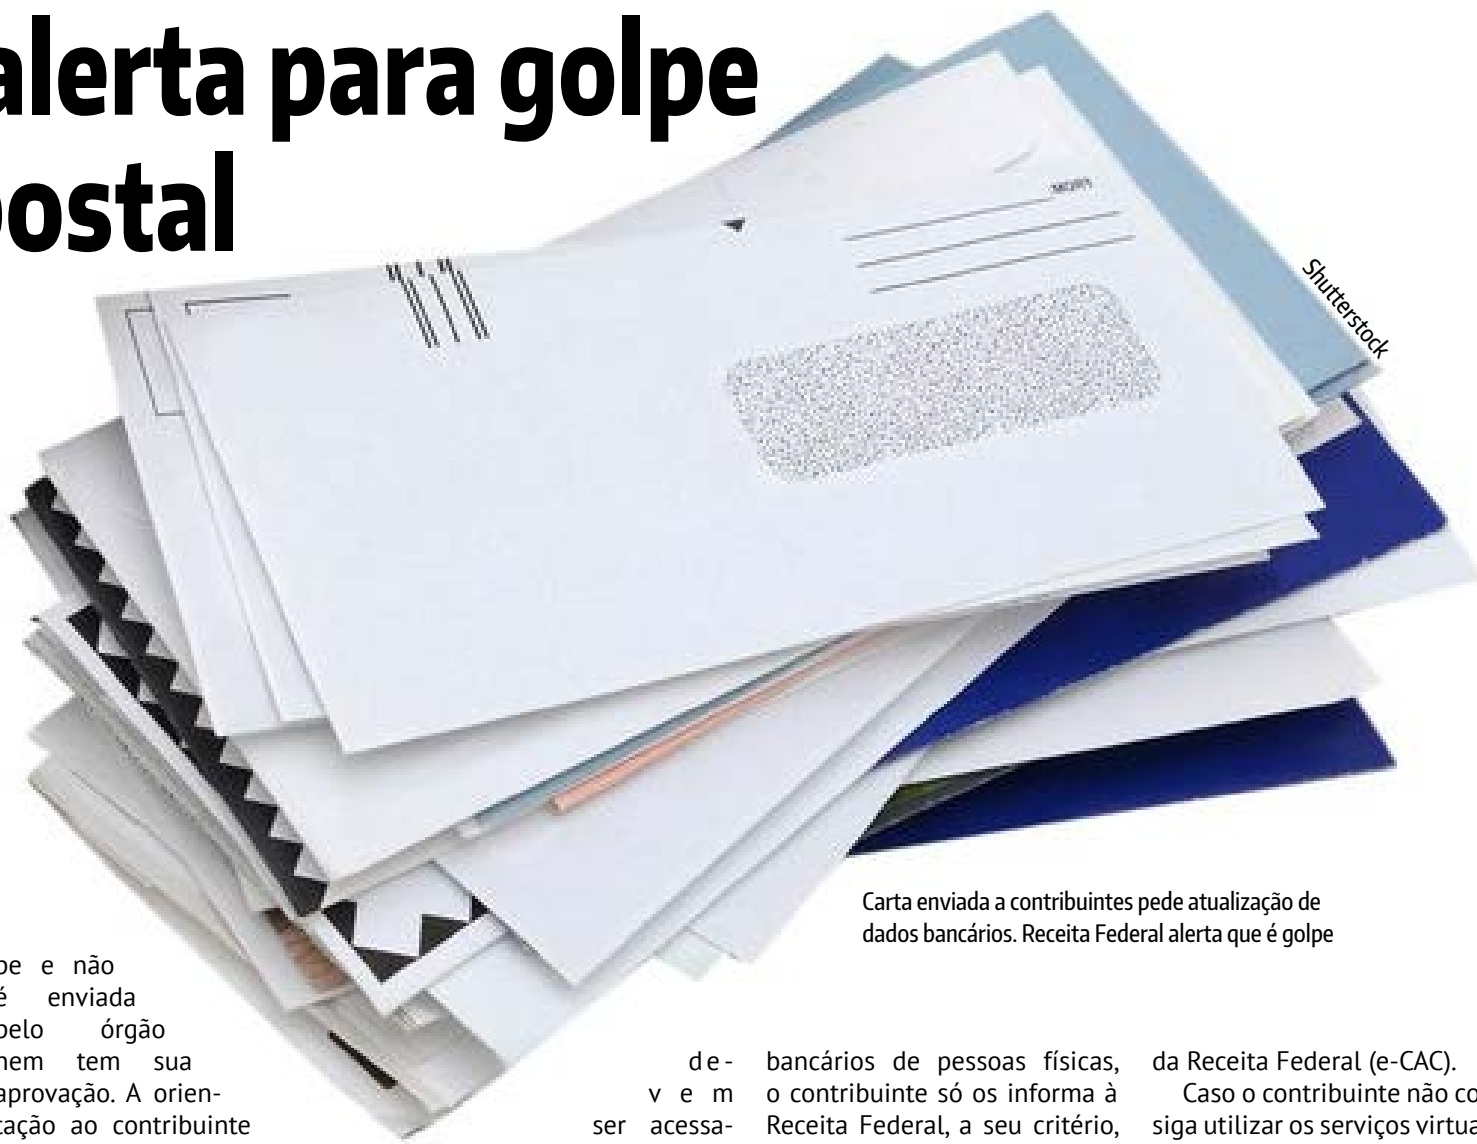 alerta para golpe
postal
MOPY
Shutterstock
Carta enviada a contribuintes pede atualização de
dados bancários. Receita Federal alerta que é golpe
pe e não
é enviada
pelo órgão
nem tem sua
aprovação. A orien-
tação ao contribuinte
de-
vem
ser acessa-
bancários de pessoas físicas,
o contribuinte só os informa à
Receita Federal, a seu critério,
da Receita Federal (e-CAC).
Caso o contribuinte não co
siga utilizar os serviços virtua